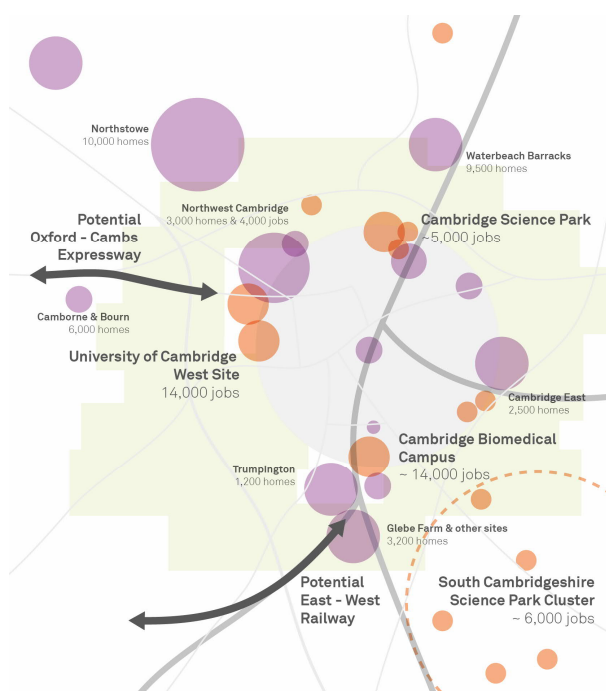 Northstowe
10,000 homes
Waterbeach Barracks
9,500 homes
Northwest Cambridge
3,000 homes & 4,000 jobs
Potential
Oxford - Cambs
Expressway
Cambridge Science Park
~5,000 jobs
Camborne & Bourn
6,000 homes
University of Cambridge
West Site
14,000 jobs
Cambridge East
2,500 homes
Cambridge Biomedical
Campus
~ 14,000 jobs
Trumpington
1,200 homes
Glebe Farm & other sites
3,200 homes
Potential
East - West
Railway
South Cambridgeshire
Science Park Cluster
~ 6,000 jobs